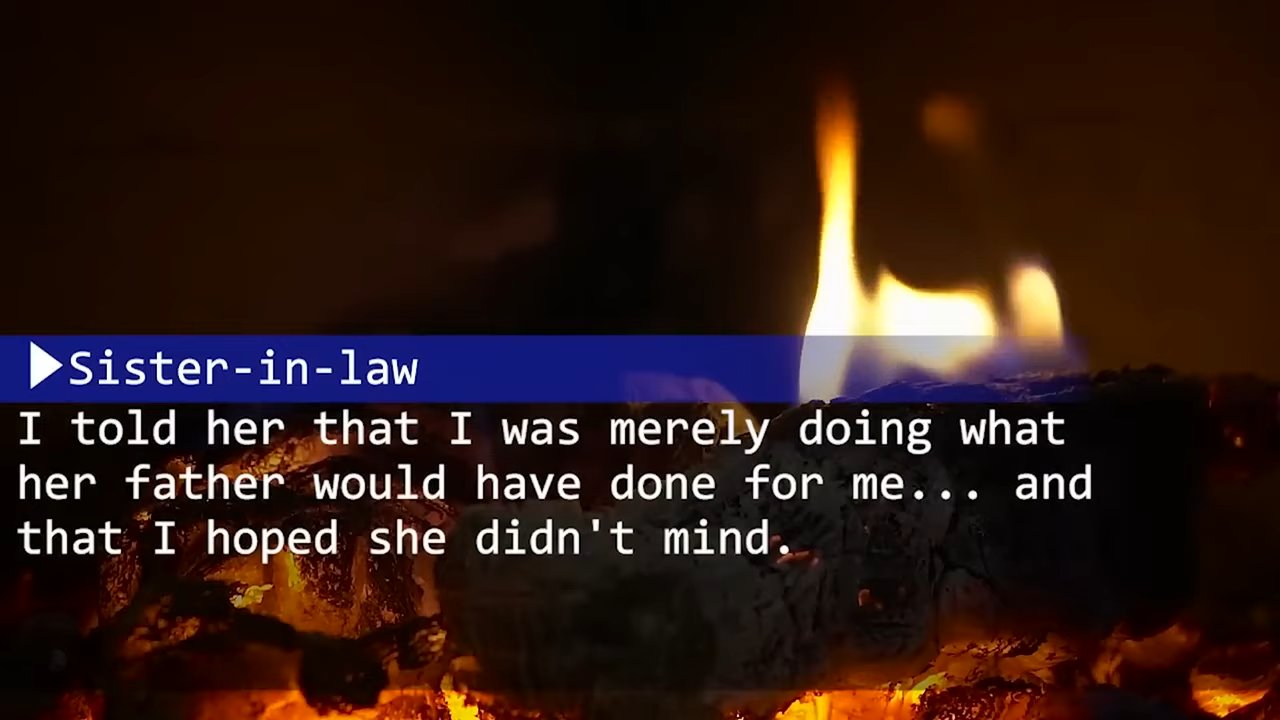 ▶Sister-in-law
I told her that I was merely doing what
her father would have done for me... and
that I hoped she didn't mind.